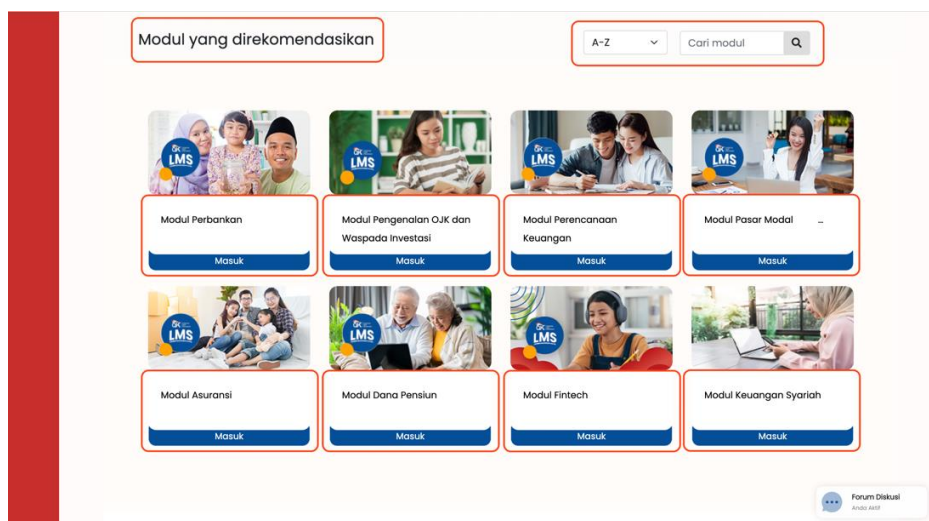 Modul yang direkomendasikan
A-Z
Cari modul
LMS
LMS
LMS
LMS
Modul Perbankan
Modul Pengenalan OJK dan
Waspada Investasi
Modul Perencanaan
Keuangan
Modul Pasar Modal ...
Masuk
Masuk
Masuk
Masuk
LMS
LMS
LMS
Modul Asuransi
Modul Dana Pensiun
Modul Fintech
Modul Keuangan Syariah
Masuk
Masuk
Masuk
Masuk
Forum Diskusi
Anda Aktif